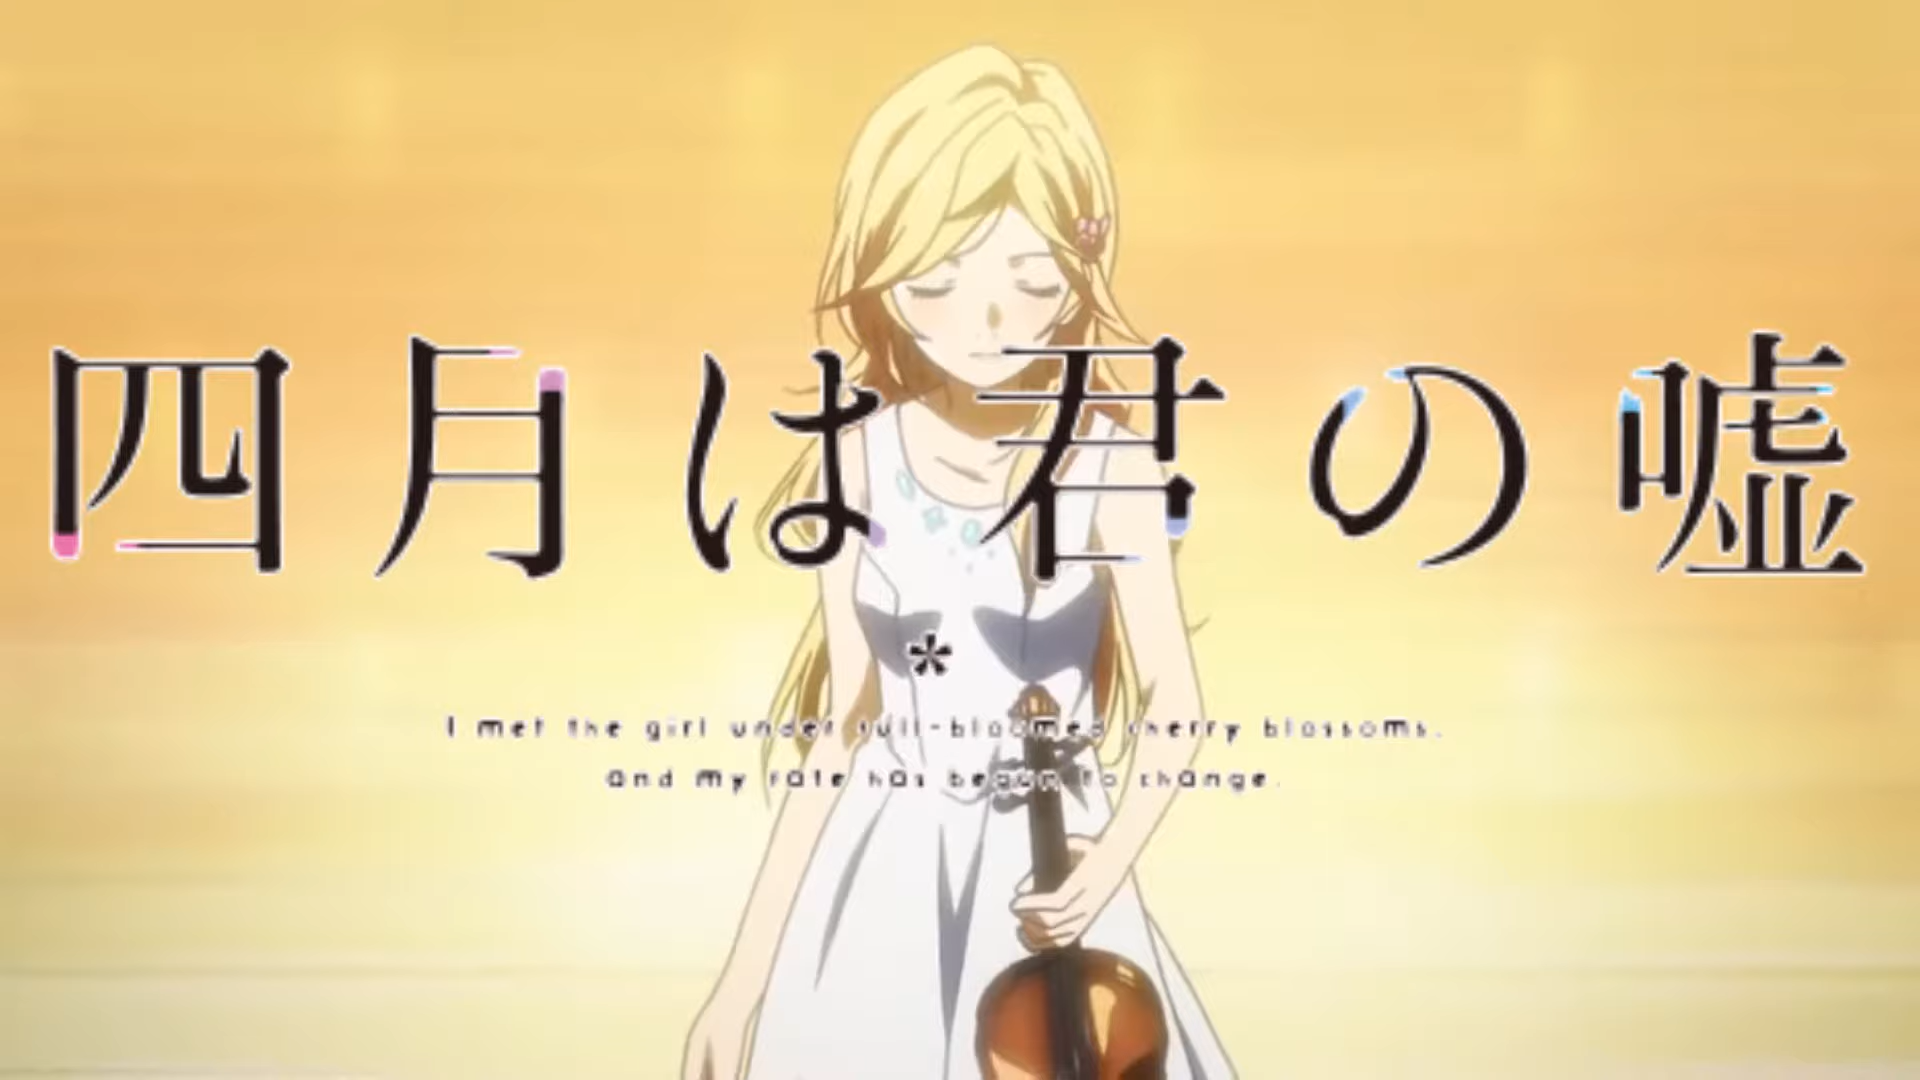 四月は君の嘘
*
I met the girl under full-bloomed cherry blossoms.
and my fate has begun to change.